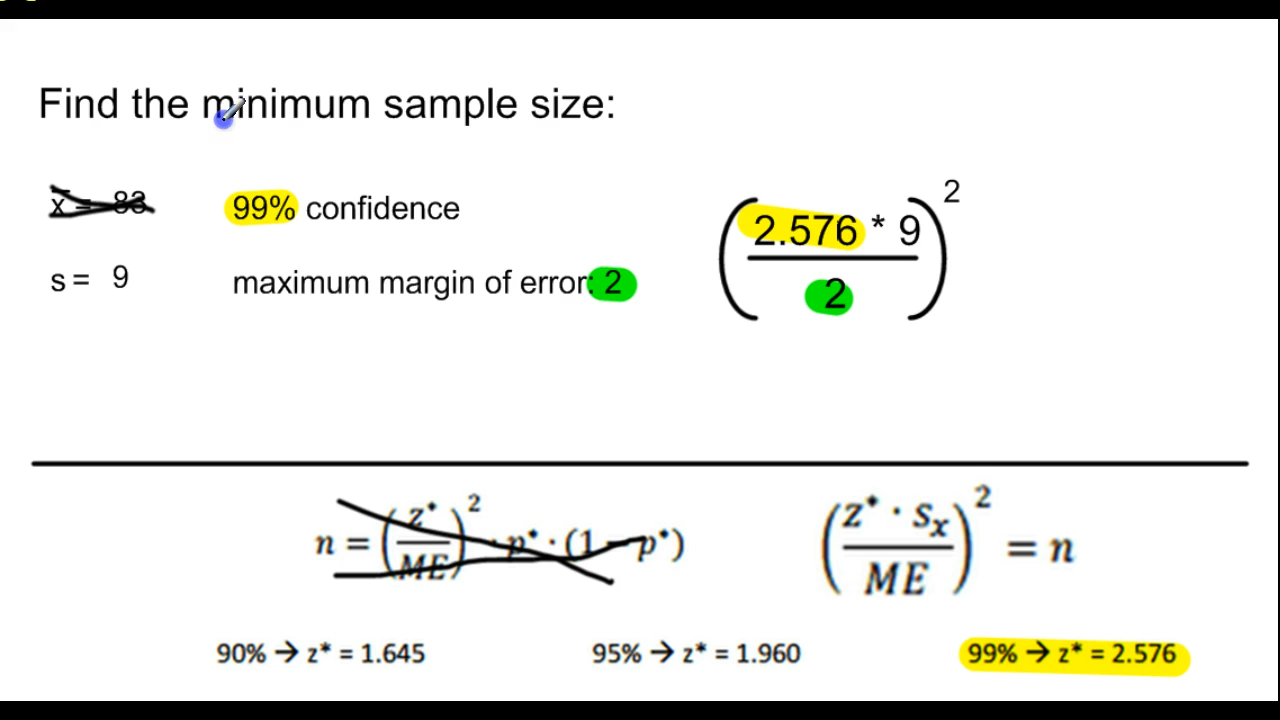 Find the minimum sample size:
x̄ = 83
99% confidence
s = 9
maximum margin of error: 2
(2.576 * 9 / 2)²
n = (z* / ME)² · p* · (1 − p*)
(z* · sₓ / ME)² = n
90% → z* = 1.645
95% → z* = 1.960
99% → z* = 2.576